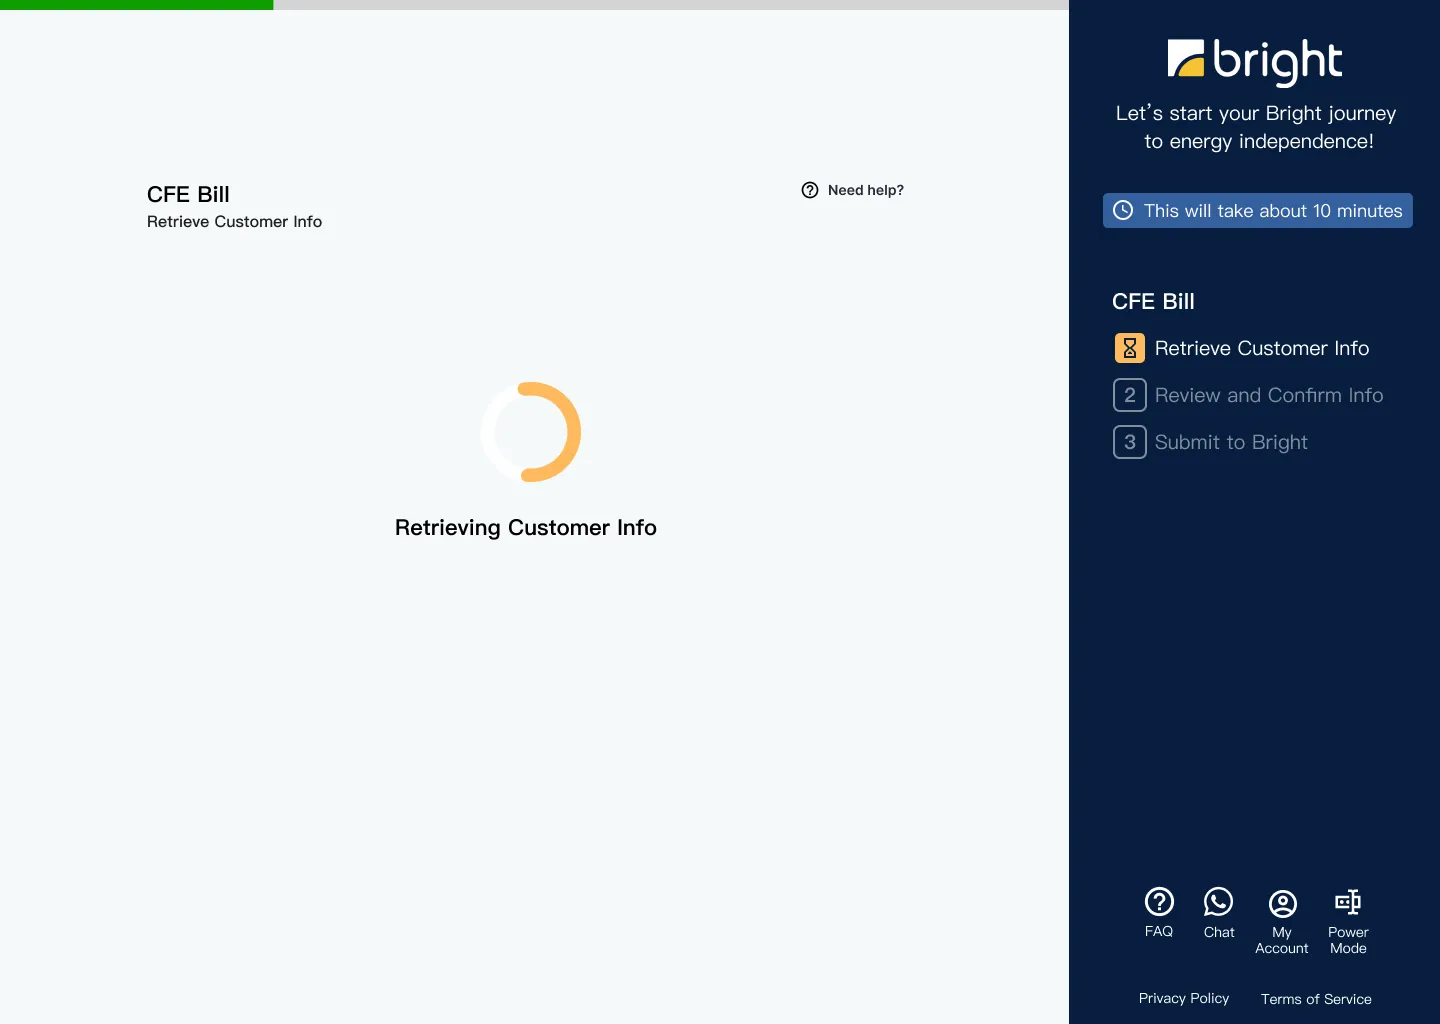 CFE Bill
Retrieve Customer Info
Need help?
Retrieving Customer Info
bright
Let's start your Bright journey
to energy independence!
This will take about 10 minutes
CFE Bill
Retrieve Customer Info
2 Review and Confirm Info
3 Submit to Bright
FAQ
Chat
My
Account
Power
Mode
Privacy Policy
Terms of Service